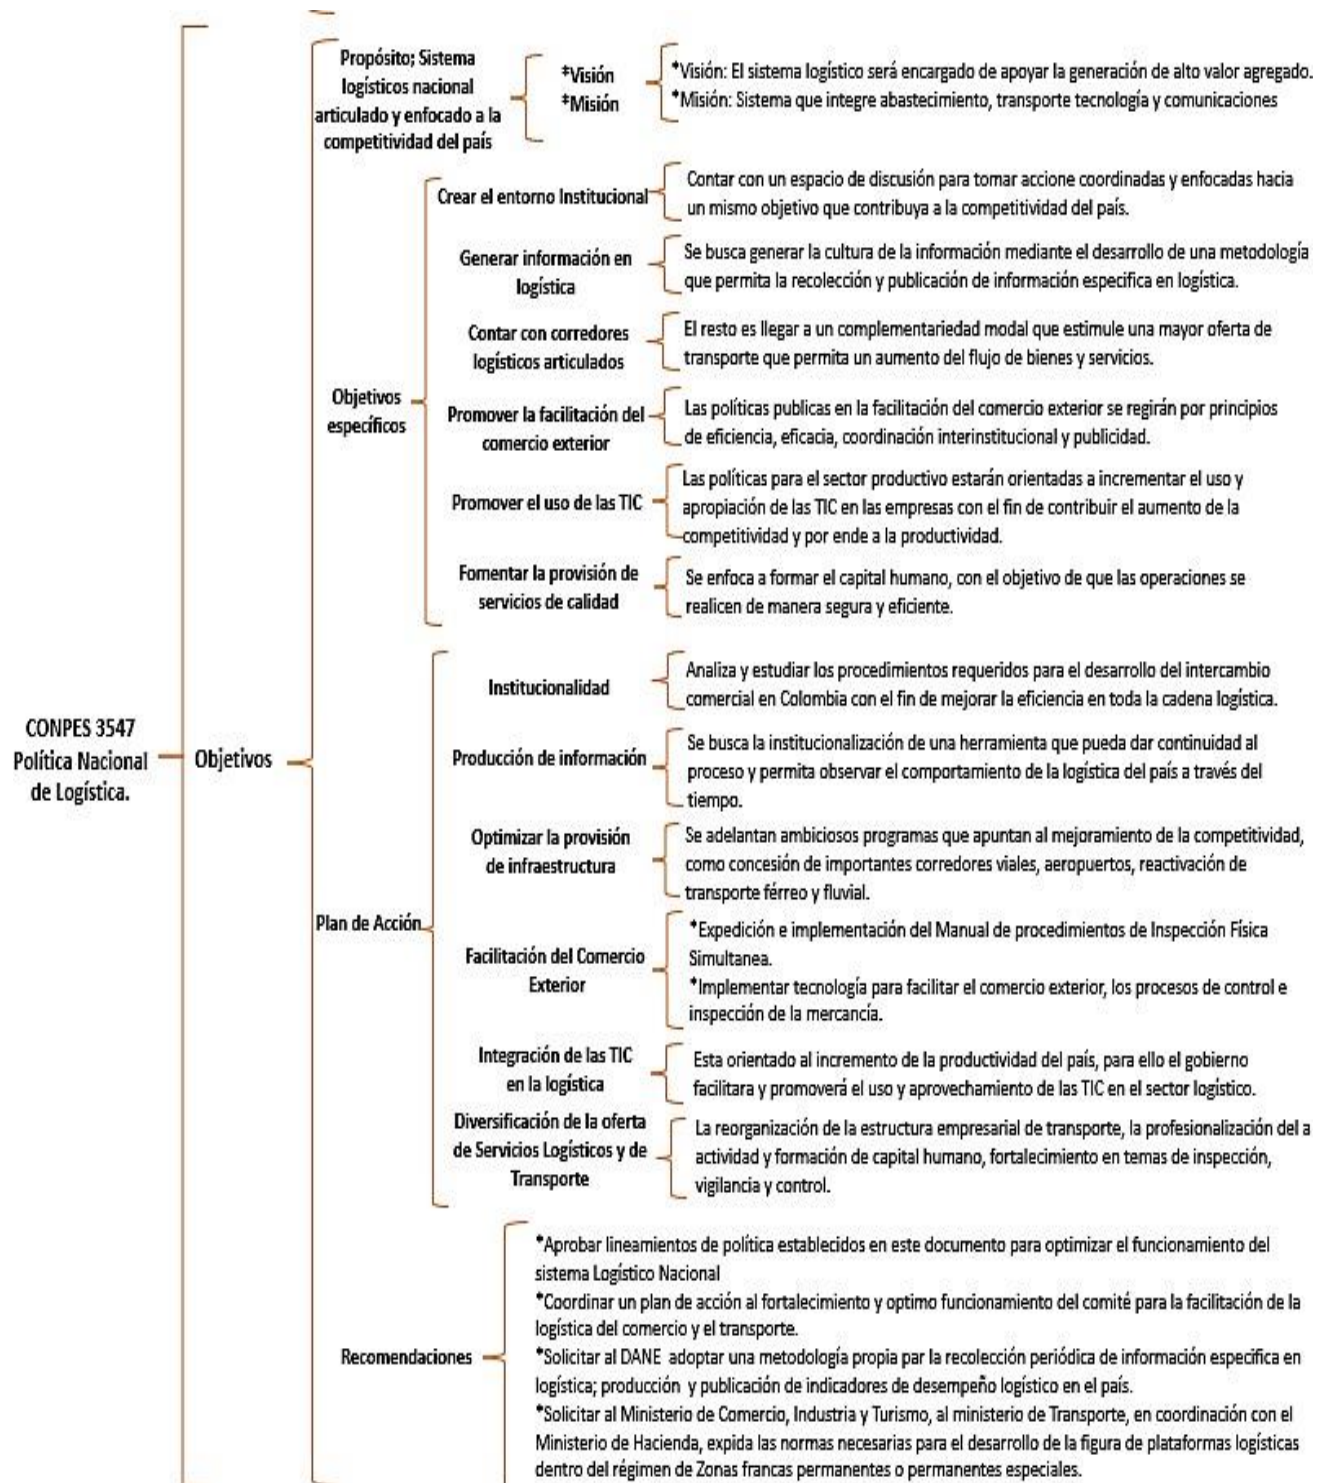 CONPES 3547
Política Nacional
de Logística.
Objetivos
Propósito; Sistema
logísticos nacional
articulado y enfocado a la
competitividad del país
*Visión
*Misión
*Visión: El sistema logístico será encargado de apoyar la generación de alto valor agregado.
*Misión: Sistema que integre abastecimiento, transporte tecnología y comunicaciones
Objetivos
específicos
Crear el entorno Institucional
Contar con un espacio de discusión para tomar accione coordinadas y enfocadas hacia
un mismo objetivo que contribuya a la competitividad del país.
Generar información en
logística
Se busca generar la cultura de la información mediante el desarrollo de una metodología
que permita la recolección y publicación de información especifica en logística.
Contar con corredores
logísticos articulados
El resto es llegar a un complementariedad modal que estimule una mayor oferta de
transporte que permita un aumento del flujo de bienes y servicios.
Promover la facilitación del
comercio exterior
Las políticas publicas en la facilitación del comercio exterior se regirán por principios
de eficiencia, eficacia, coordinación interinstitucional y publicidad.
Promover el uso de las TIC
Las políticas para el sector productivo estarán orientadas a incrementar el uso y
apropiación de las TIC en las empresas con el fin de contribuir el aumento de la
competitividad y por ende a la productividad.
Fomentar la provisión de
servicios de calidad
Se enfoca a formar el capital humano, con el objetivo de que las operaciones se
realicen de manera segura y eficiente.
Plan de Acción
Institucionalidad
Analiza y estudiar los procedimientos requeridos para el desarrollo del intercambio
comercial en Colombia con el fin de mejorar la eficiencia en toda la cadena logística.
Producción de información
Se busca la institucionalización de una herramienta que pueda dar continuidad al
proceso y permita observar el comportamiento de la logística del país a través del
tiempo.
Optimizar la provisión
de infraestructura
Se adelantan ambiciosos programas que apuntan al mejoramiento de la competitividad,
como concesión de importantes corredores viales, aeropuertos, reactivación de
transporte férreo y fluvial.
Facilitación del Comercio
Exterior
*Expedición e implementación del Manual de procedimientos de Inspección Física
Simultanea.
*Implementar tecnología para facilitar el comercio exterior, los procesos de control e
inspección de la mercancía.
Integración de las TIC
en la logística
Esta orientado al incremento de la productividad del país, para ello el gobierno
facilitara y promoverá el uso y aprovechamiento de las TIC en el sector logístico.
Diversificación de la oferta
de Servicios Logísticos y de
Transporte
La reorganización de la estructura empresarial de transporte, la profesionalización del a
actividad y formación de capital humano, fortalecimiento en temas de inspección,
vigilancia y control.
Recomendaciones
*Aprobar lineamientos de política establecidos en este documento para optimizar el funcionamiento del
sistema Logístico Nacional
*Coordinar un plan de acción al fortalecimiento y optimo funcionamiento del comité para la facilitación de la
logística del comercio y el transporte.
*Solicitar al DANE adoptar una metodología propia par la recolección periódica de información especifica en
logística; producción y publicación de indicadores de desempeño logístico en el país.
*Solicitar al Ministerio de Comercio, Industria y Turismo, al ministerio de Transporte, en coordinación con el
Ministerio de Hacienda, expida las normas necesarias para el desarrollo de la figura de plataformas logísticas
dentro del régimen de Zonas francas permanentes o permanentes especiales.